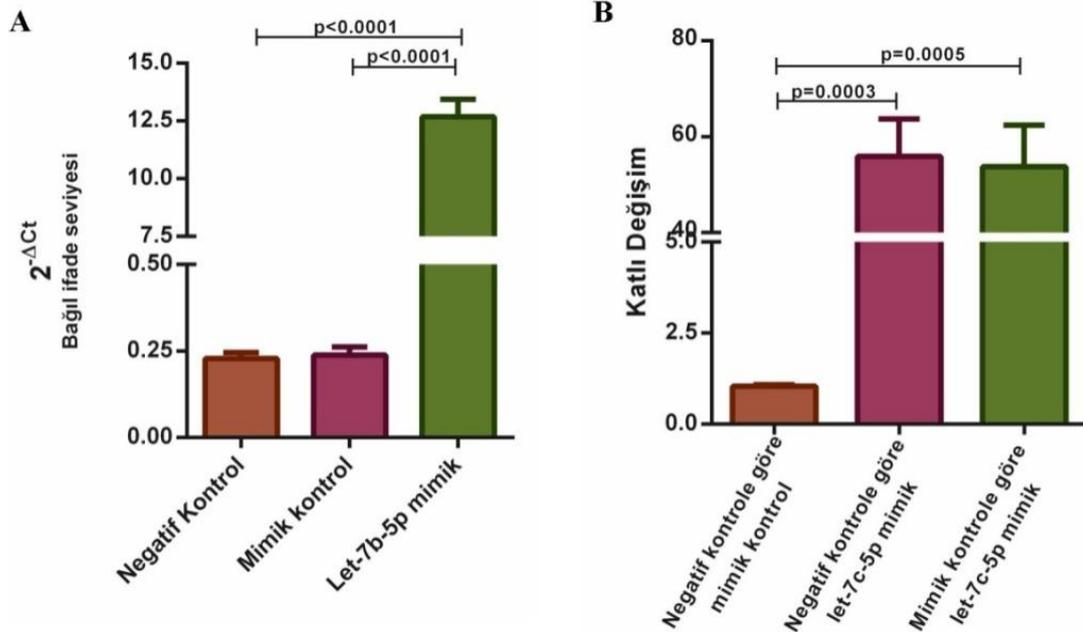 A
p<0.0001
p<0.0001
15.0
12.5
10.0
7.5
0.50
0.25
0.00
2-ΔCt
Bağıl ifade seviyesi
Negatif Kontrol
Mimik kontrol
Let-7b-5p mimik
B
p=0.0005
p=0.0003
80
60
40
5.0
2.5
0.0
Katlı Değişim
Negatif kontrole göre
mimik kontrol
Negatif kontrole göre
let-7c-5p mimik
Mimik kontrole göre
let-7c-5p mimik